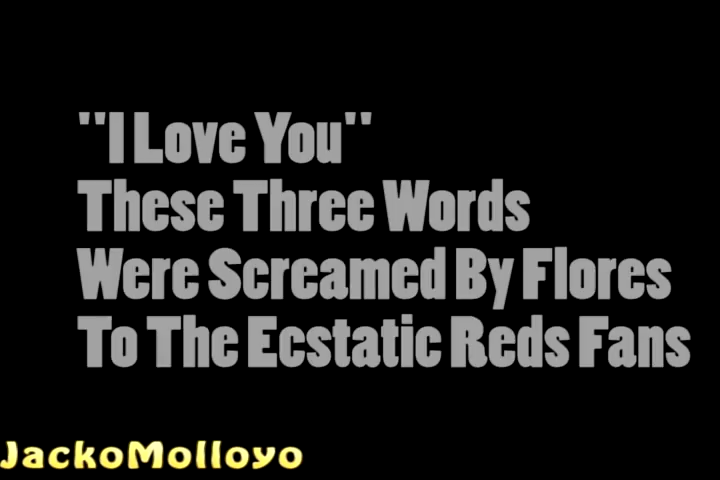 "I Love You"
These Three Words
Were Screamed By Flores
To The Ecstatic Reds Fans
JackoMolloyo